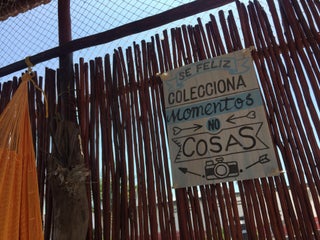 SE FELIZ
COLECCIONA
Momentos
NO
COSAS